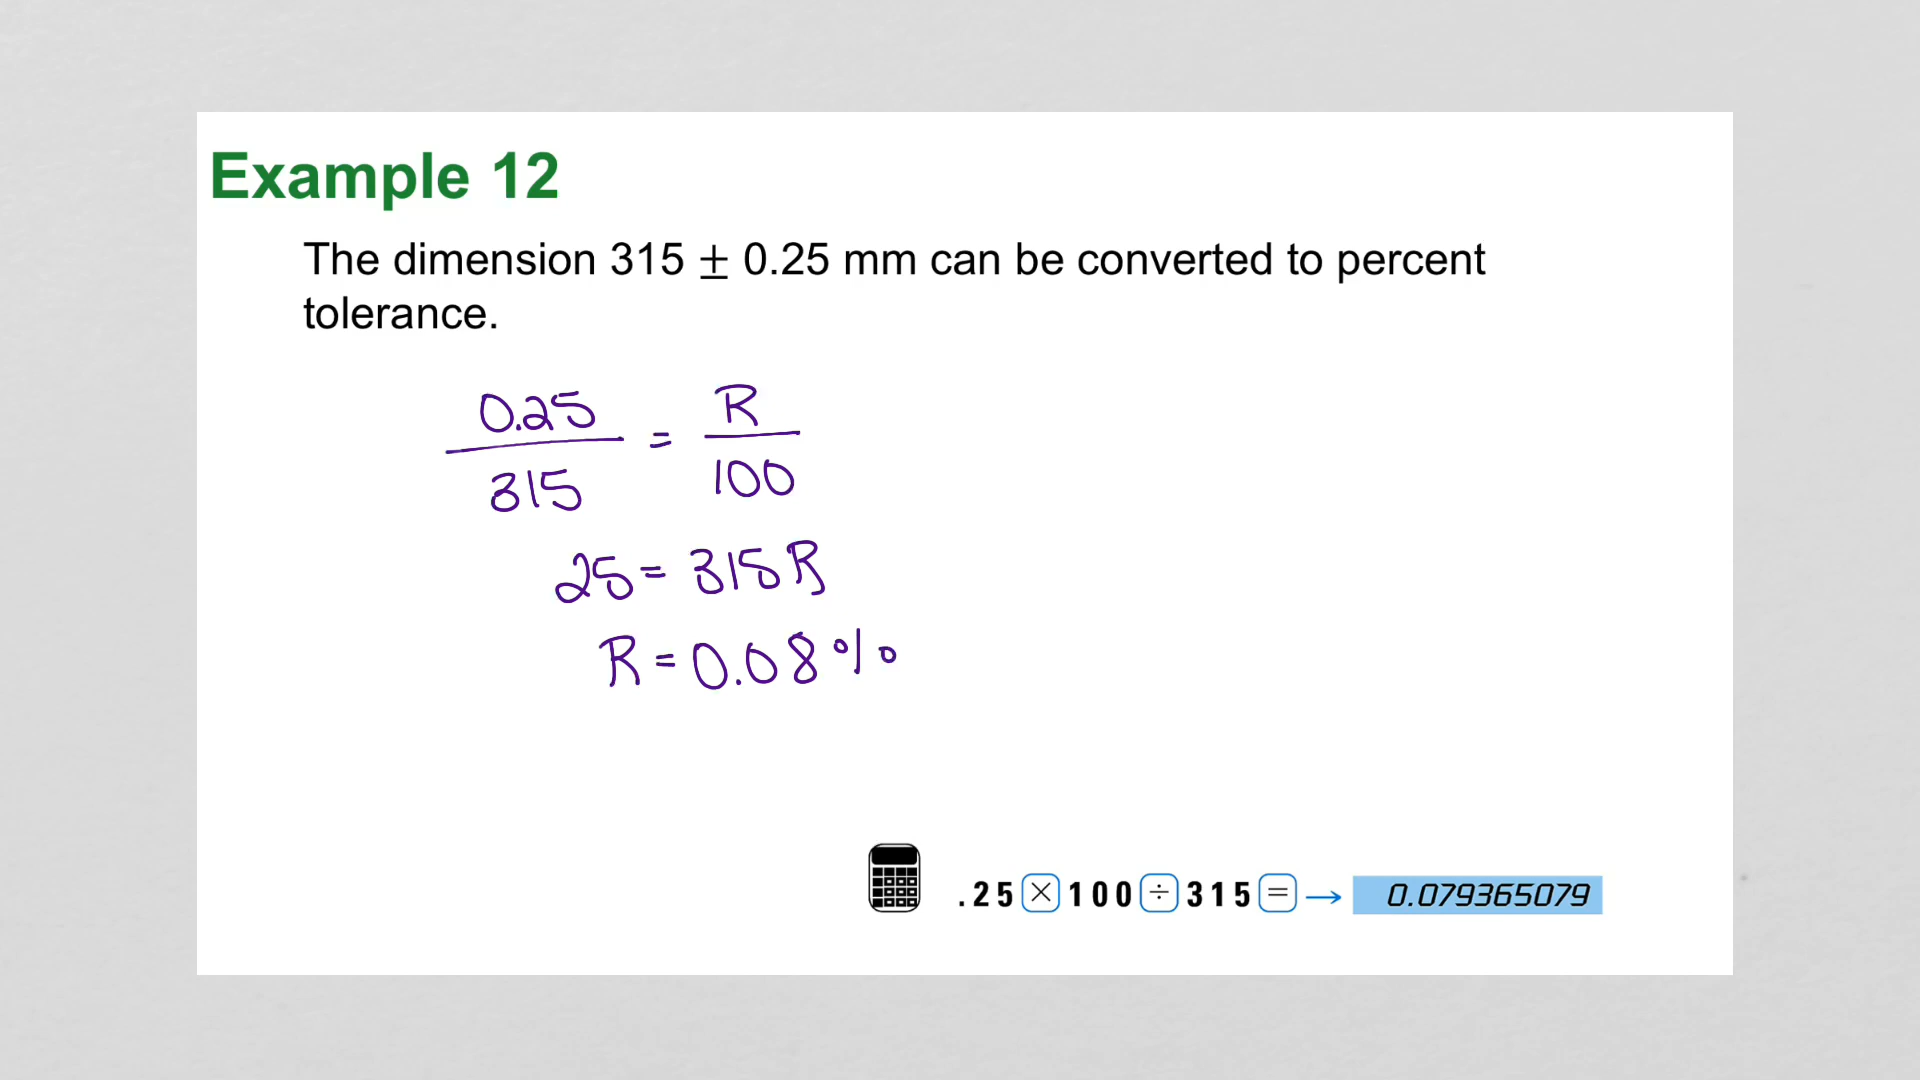 Example 12
The dimension 315 ± 0.25 mm can be converted to percent
tolerance.
0.25
315
=
R
100
25 = 315R
R = 0.08%
.25 × 100 ÷ 315 = → 0.079365079